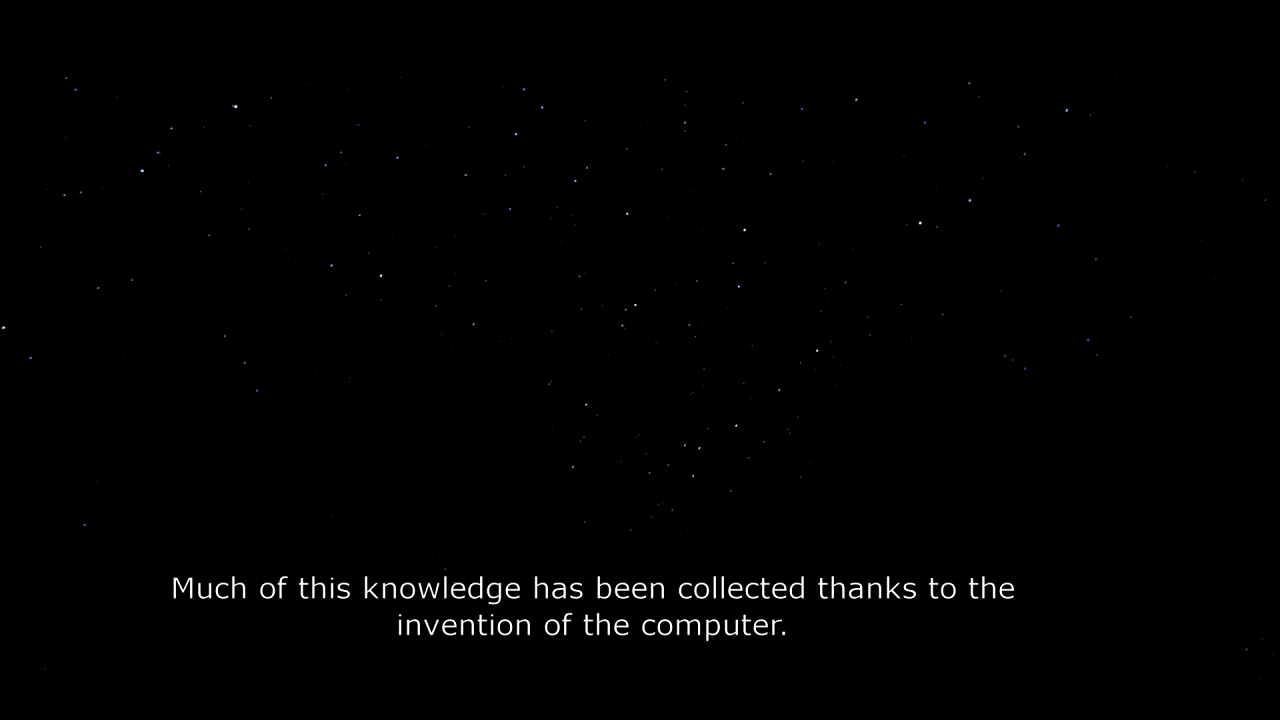 Much of this knowledge has been collected thanks to the
invention of the computer.